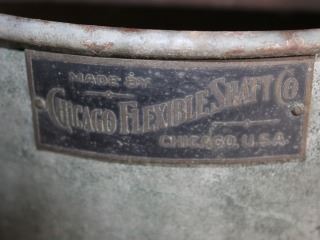 MADE BY
CHICAGO FLEXIBLE SHAFT CO
CHICAGO, U.S.A.